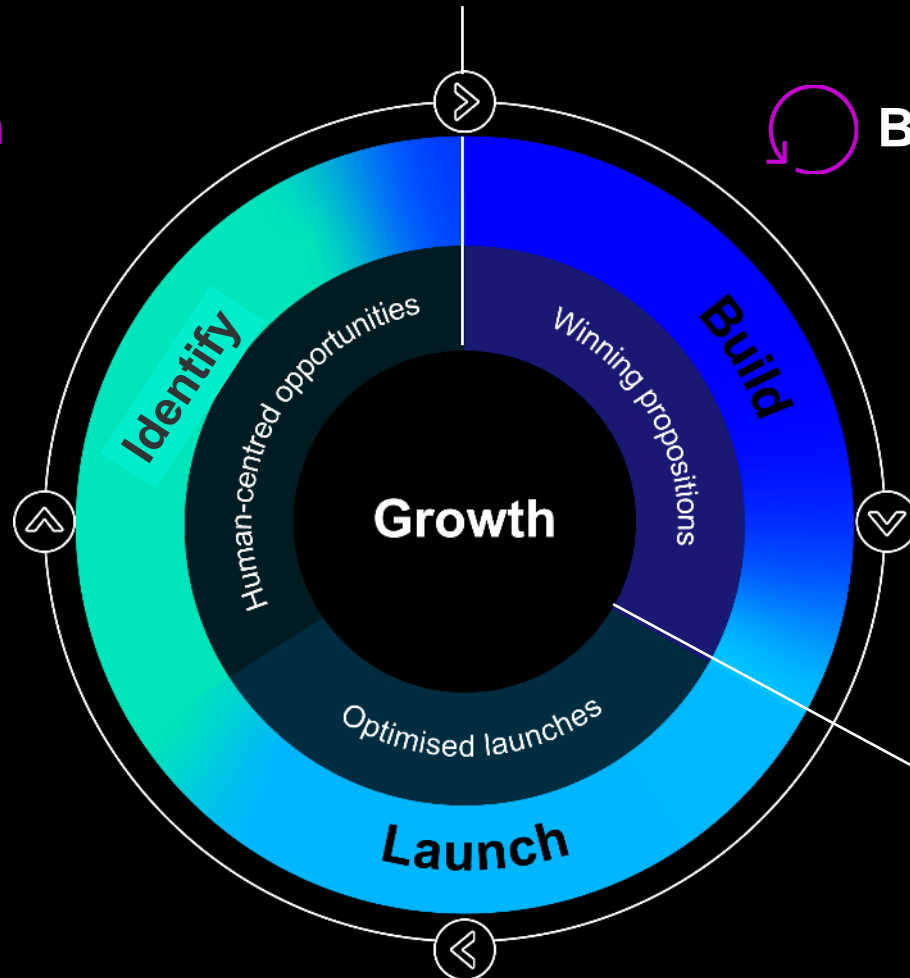 B
Identify
Human-centred opportunities
Build
Winning propositions
Growth
Optimised launches
Launch